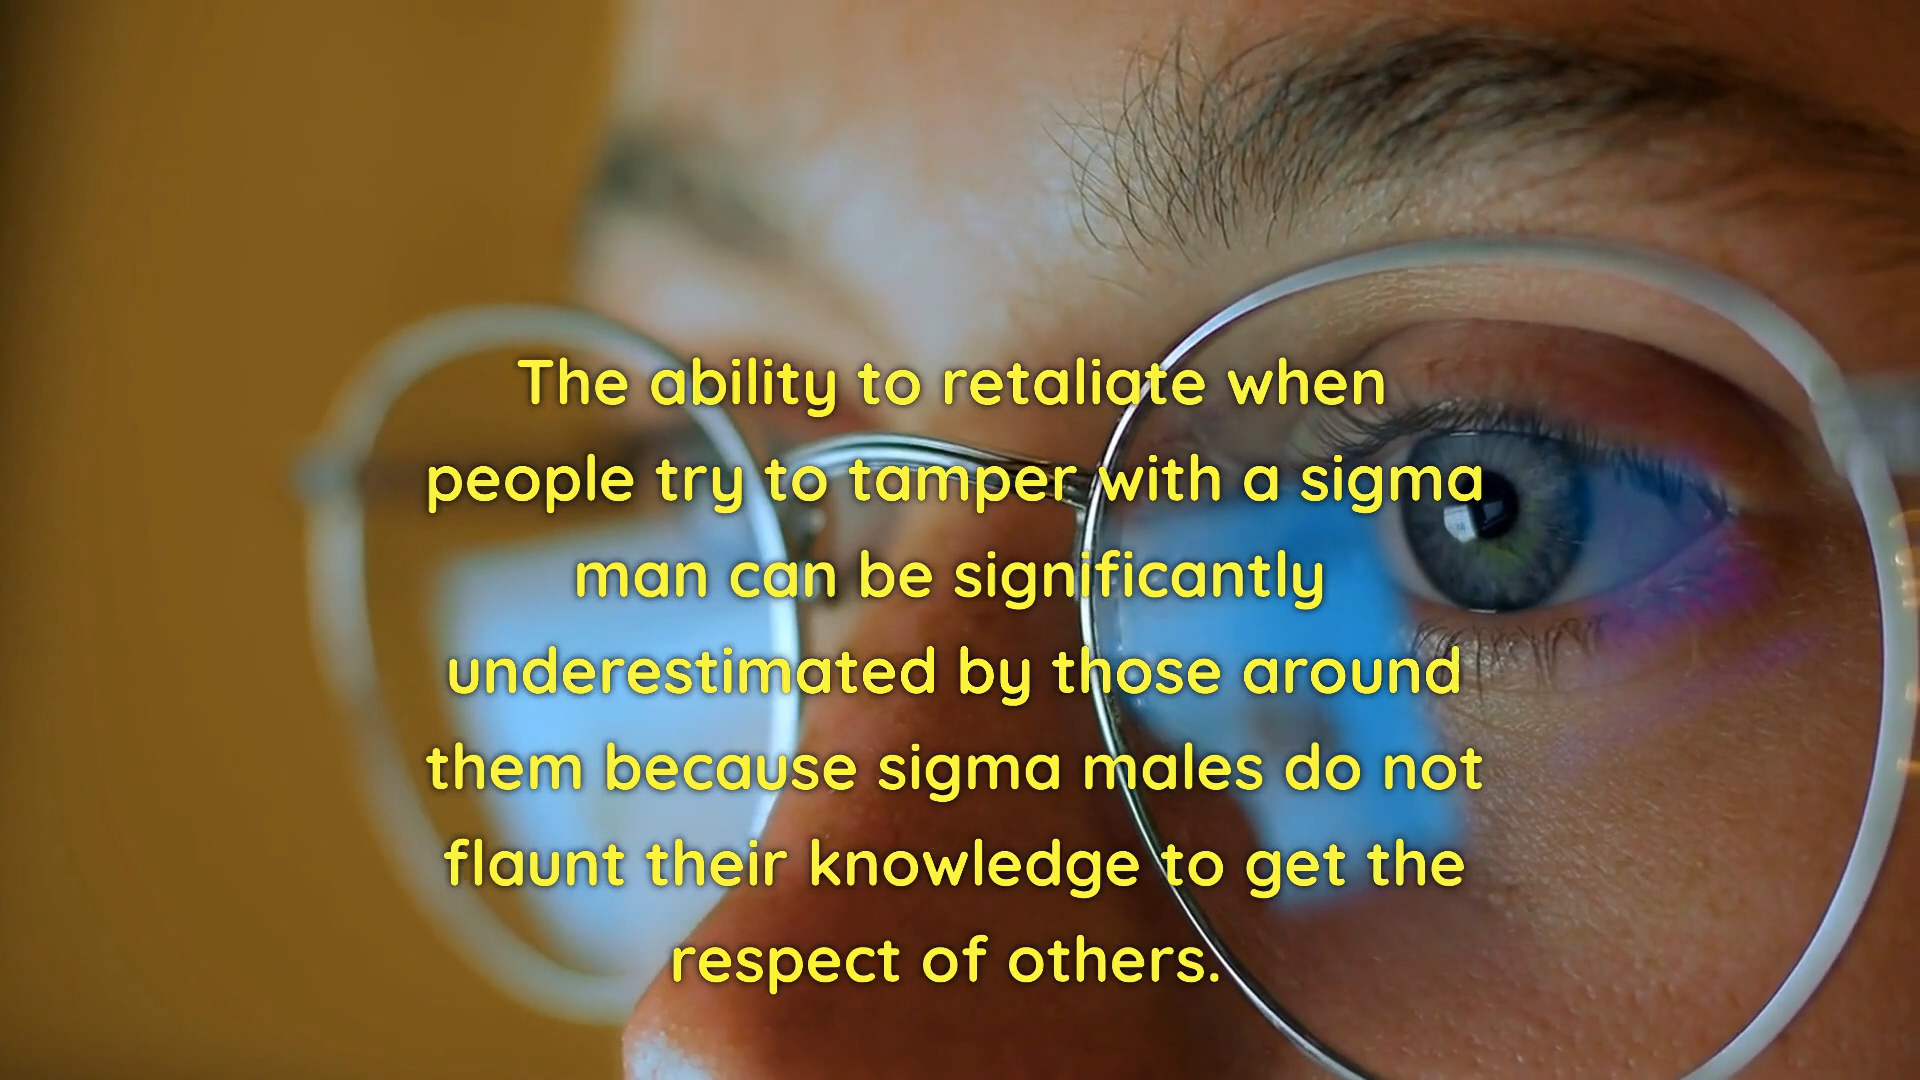 The ability to retaliate when
people try to tamper with a sigma
man can be significantly
underestimated by those around
them because sigma males do not
flaunt their knowledge to get the
respect of others.